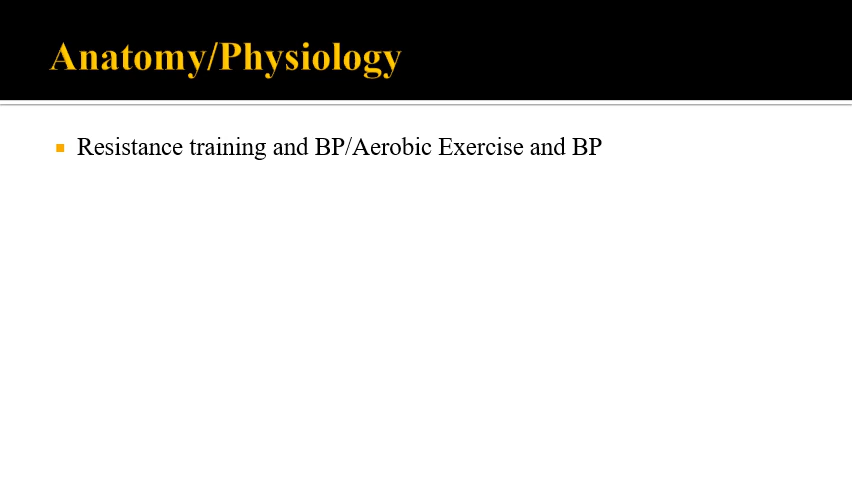 Anatomy/Physiology
Resistance training and BP/Aerobic Exercise and BP